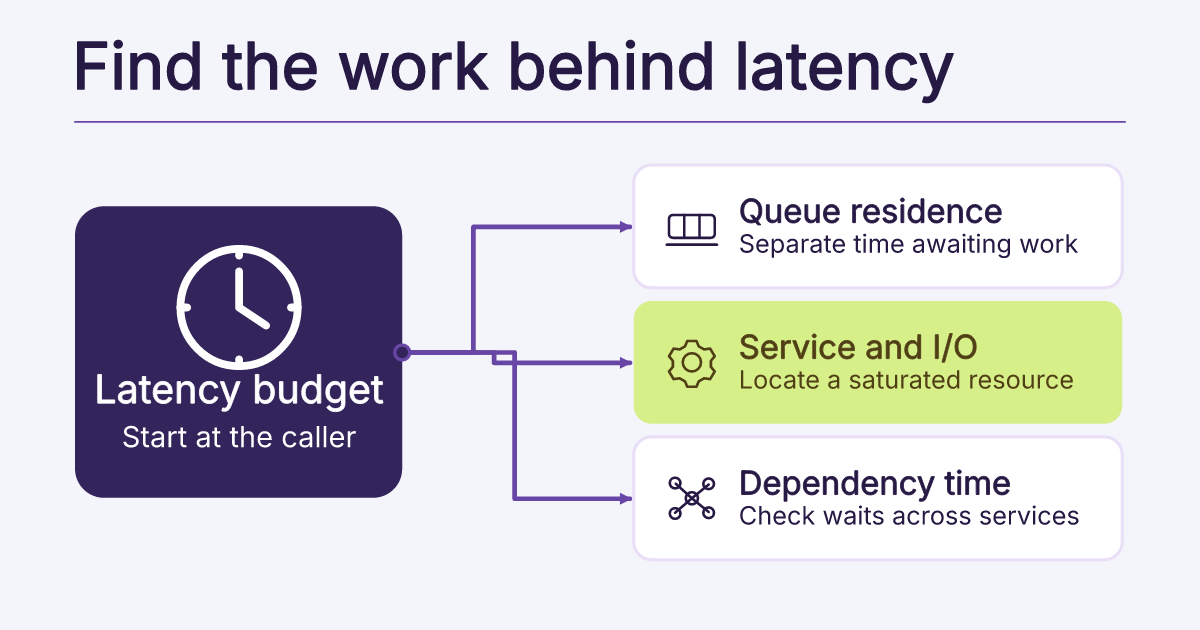 Find the work behind latency
Latency budget
Start at the caller
Queue residence
Separate time awaiting work
Service and I/O
Locate a saturated resource
Dependency time
Check waits across services